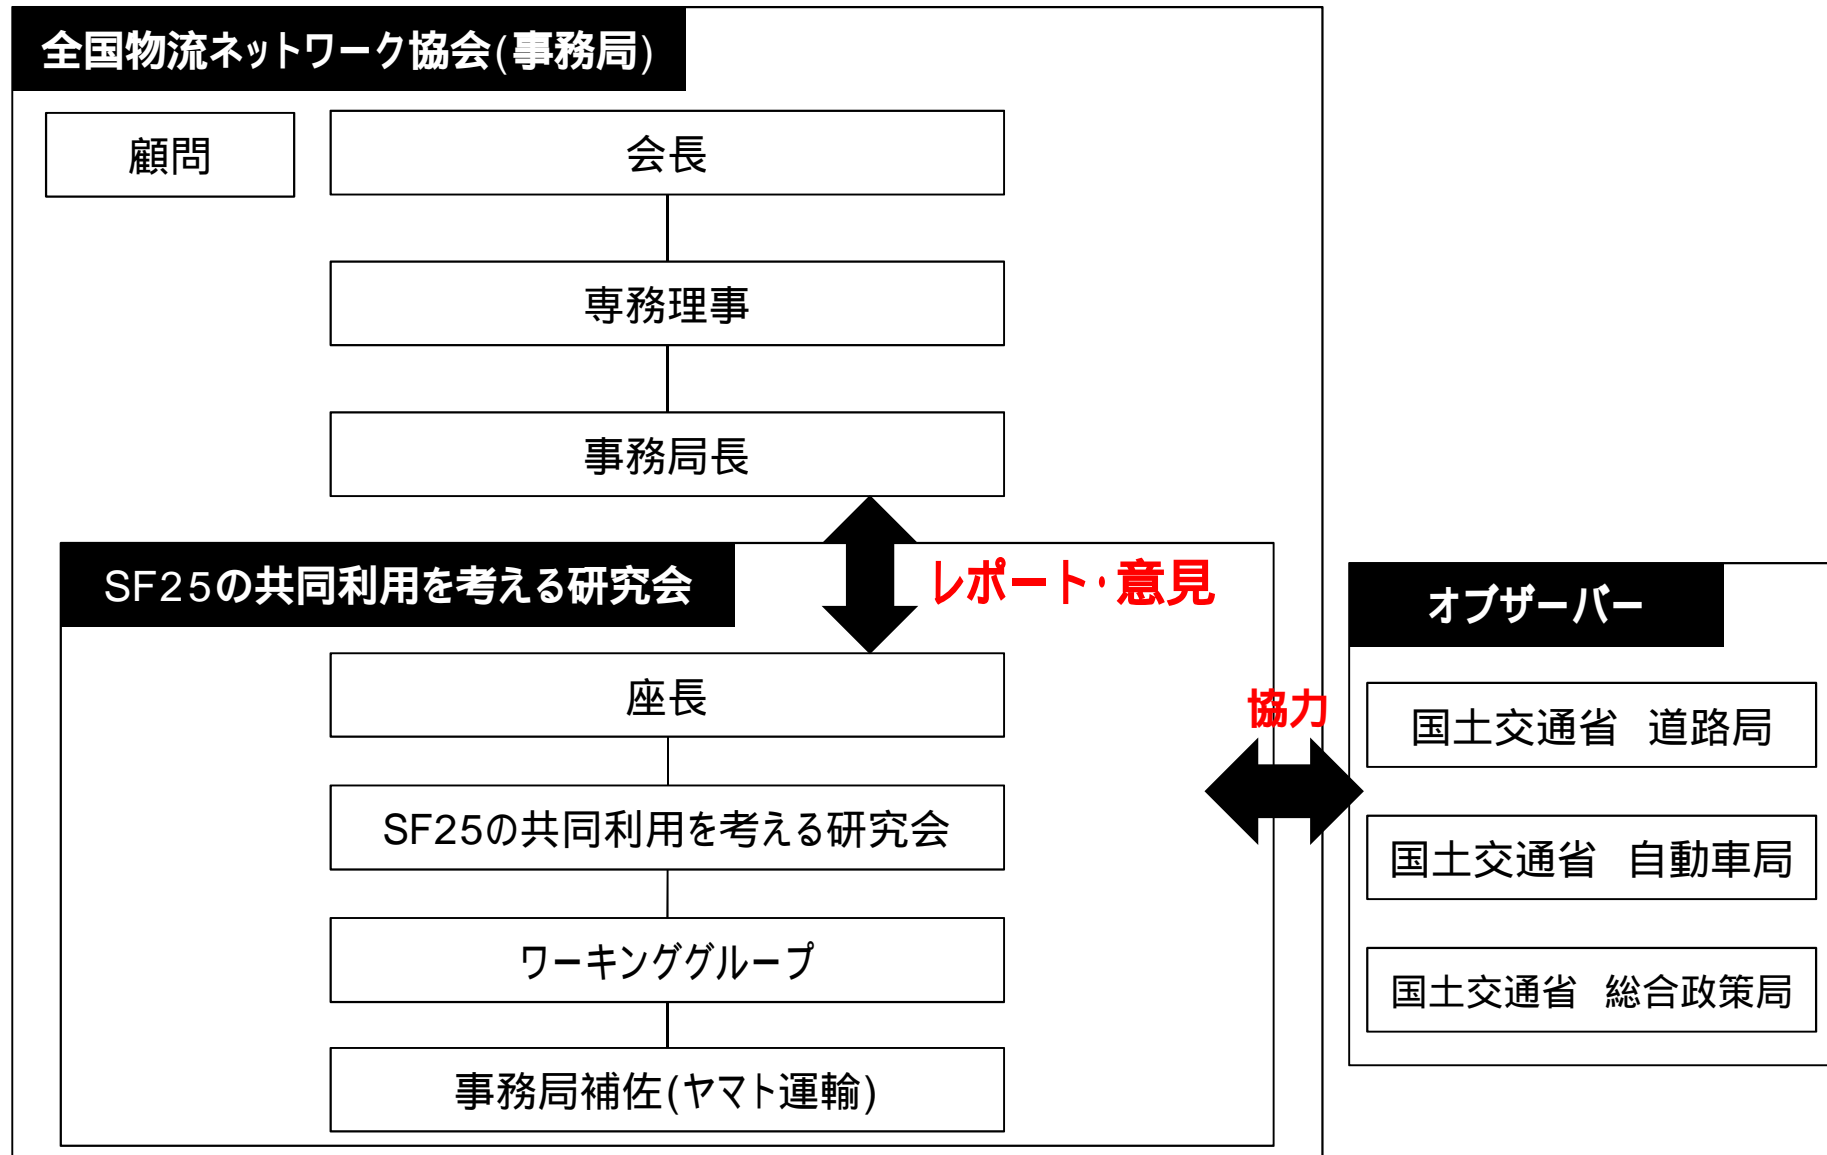 全国物流ネットワーク協会(事務局)
顧問
会長
専務理事
事務局長
レポート・意見
SF25の共同利用を考える研究会
座長
SF25の共同利用を考える研究会
ワーキンググループ
事務局補佐(ヤマト運輸)
協力
オブザーバー
国土交通省　道路局
国土交通省　自動車局
国土交通省　総合政策局